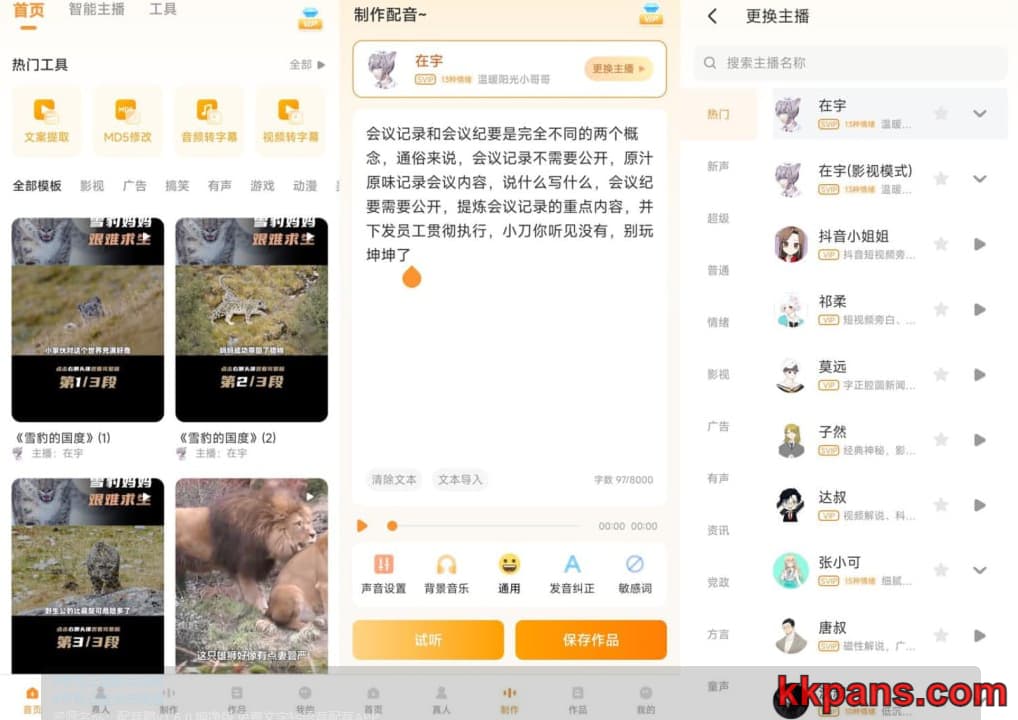 首页 智能主播 工具
VIP
热门工具 全部
文案提取 MD5修改 音频转字幕 视频转字幕
全部模板 影视 广告 搞笑 有声 游戏 动漫
雪豹妈妈
艰难求生
小家伙对这个世界充满好奇
第1/3段
《雪豹的国度》(1)
主播：在宇
雪豹妈妈
艰难求生
妈妈成功带回了猎物
第2/3段
《雪豹的国度》(2)
主播：在宇
雪豹妈妈
艰难求生
野生公豹比暴龙可危险多了
第3/3段
这只雄狮好像有点妻管严
首页 真人 制作 作品 我的
制作配音~
VIP
在宇
SVIP 13种情绪 温暖阳光小哥哥
更换主播
会议记录和会议纪要是完全不同的两个概
念，通俗来说，会议记录不需要公开，原汁
原味记录会议内容，说什么写什么，会议纪
要需要公开，提炼会议记录的重点内容，并
下发员工贯彻执行，小刀你听见没有，别玩
坤坤了
清除文本 文本导入 字数 97/8000
00:00 00:00
声音设置 背景音乐 通用 发音纠正 敏感词
试听 保存作品
首页 真人 制作 作品 我的
更换主播
搜索主播名称
热门
新声
超级
普通
情绪
影视
广告
有声
资讯
党政
方言
童声
在宇
SVIP 13种情绪 温暖...
在宇(影视模式)
SVIP 13种情绪 温暖...
抖音小姐姐
VIP 抖音短视频旁...
祁柔
VIP 短视频旁白、...
莫远
VIP 字正腔圆新闻...
子然
SVIP 经典神秘，影...
达叔
VIP 视频解说、科...
张小可
SVIP 15种情绪 细腻...
唐叔
SVIP 磁性解说，广...
kkpans.com